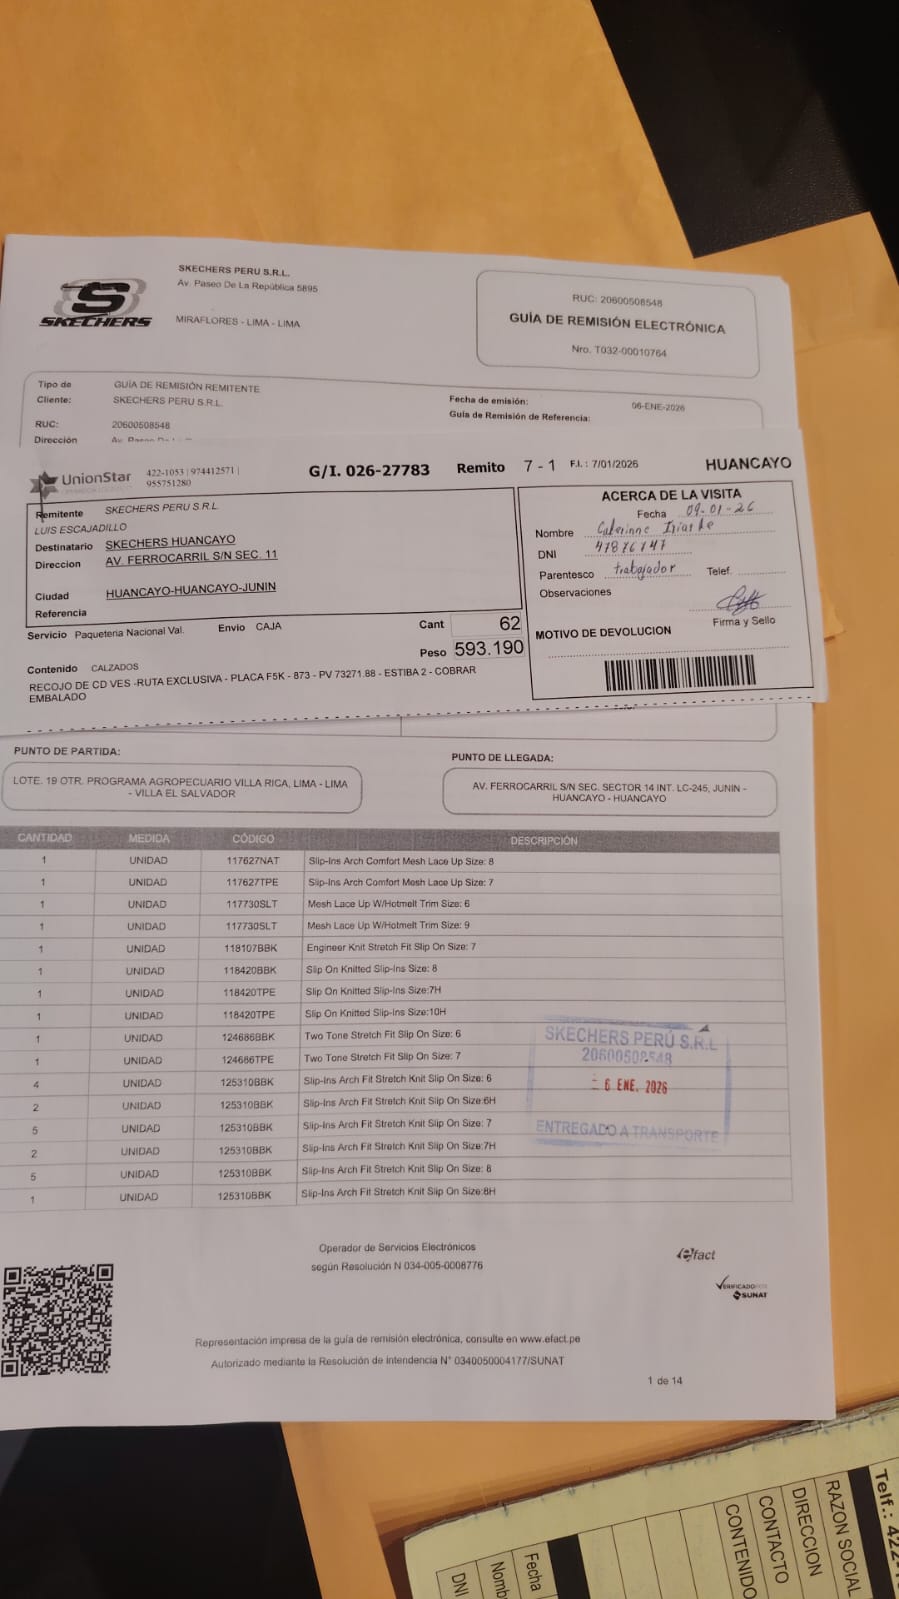 SKECHERS
SKECHERS PERU S.R.L.
Av. Paseo De La República 5895
MIRAFLORES - LIMA - LIMA
RUC: 20600508548
GUÍA DE REMISIÓN ELECTRÓNICA
Nro. T032-00010764
Tipo de GUÍA DE REMISIÓN REMITENTE
Cliente: SKECHERS PERU S.R.L.
RUC: 20600508548
Dirección
Fecha de emisión: 06-ENE-2026
Guía de Remisión de Referencia:
UnionStar
422-1053 | 974412571 |
955751280
G/I. 026-27783 Remito 7 - 1 F.I. : 7/01/2026 HUANCAYO
Remitente SKECHERS PERU S.R.L.
LUIS ESCAJADILLO
Destinatario SKECHERS HUANCAYO
Direccion AV. FERROCARRIL S/N SEC. 11
Ciudad HUANCAYO-HUANCAYO-JUNIN
Referencia
Servicio Paqueteria Nacional Val. Envio CAJA
Cant 62
Peso 593.190
Contenido CALZADOS
RECOJO DE CD VES -RUTA EXCLUSIVA - PLACA F5K - 873 - PV 73271.88 - ESTIBA 2 - COBRAR
EMBALADO
ACERCA DE LA VISITA
Fecha 09-01-26
Nombre
DNI
Parentesco trabajador Telef.
Observaciones
Firma y Sello
MOTIVO DE DEVOLUCION
PUNTO DE PARTIDA:
LOTE. 19 OTR. PROGRAMA AGROPECUARIO VILLA RICA, LIMA - LIMA
- VILLA EL SALVADOR
PUNTO DE LLEGADA:
AV. FERROCARRIL S/N SEC. SECTOR 14 INT. LC-245, JUNIN -
HUANCAYO - HUANCAYO
CANTIDAD MEDIDA CÓDIGO DESCRIPCIÓN
1 UNIDAD 117627NAT Slip-Ins Arch Comfort Mesh Lace Up Size: 8
1 UNIDAD 117627TPE Slip-Ins Arch Comfort Mesh Lace Up Size: 7
1 UNIDAD 117730SLT Mesh Lace Up W/Hotmelt Trim Size: 6
1 UNIDAD 117730SLT Mesh Lace Up W/Hotmelt Trim Size: 9
1 UNIDAD 118107BBK Engineer Knit Stretch Fit Slip On Size: 7
1 UNIDAD 118420BBK Slip On Knitted Slip-Ins Size: 8
1 UNIDAD 118420TPE Slip On Knitted Slip-Ins Size:7H
1 UNIDAD 118420TPE Slip On Knitted Slip-Ins Size:10H
1 UNIDAD 124686BBK Two Tone Stretch Fit Slip On Size: 6
1 UNIDAD 124686TPE Two Tone Stretch Fit Slip On Size: 7
4 UNIDAD 125310BBK Slip-Ins Arch Fit Stretch Knit Slip On Size: 6
2 UNIDAD 125310BBK Slip-Ins Arch Fit Stretch Knit Slip On Size:6H
5 UNIDAD 125310BBK Slip-Ins Arch Fit Stretch Knit Slip On Size: 7
2 UNIDAD 125310BBK Slip-Ins Arch Fit Stretch Knit Slip On Size:7H
5 UNIDAD 125310BBK Slip-Ins Arch Fit Stretch Knit Slip On Size: 8
1 UNIDAD 125310BBK Slip-Ins Arch Fit Stretch Knit Slip On Size:8H
SKECHERS PERÚ S.R.L
20600508548
6 ENE. 2026
ENTREGADO A TRANSPORTE
Operador de Servicios Electrónicos
según Resolución N 034-005-0008776
efact
VERIFICADO
SUNAT
Representación impresa de la guía de remisión electrónica, consulte en www.efact.pe
Autorizado mediante la Resolución de intendencia N° 0340050004177/SUNAT
1 de 14
Telf.:
RAZON SOCIAL
DIRECCION
CONTACTO
CONTENIDO
Fecha
DNI